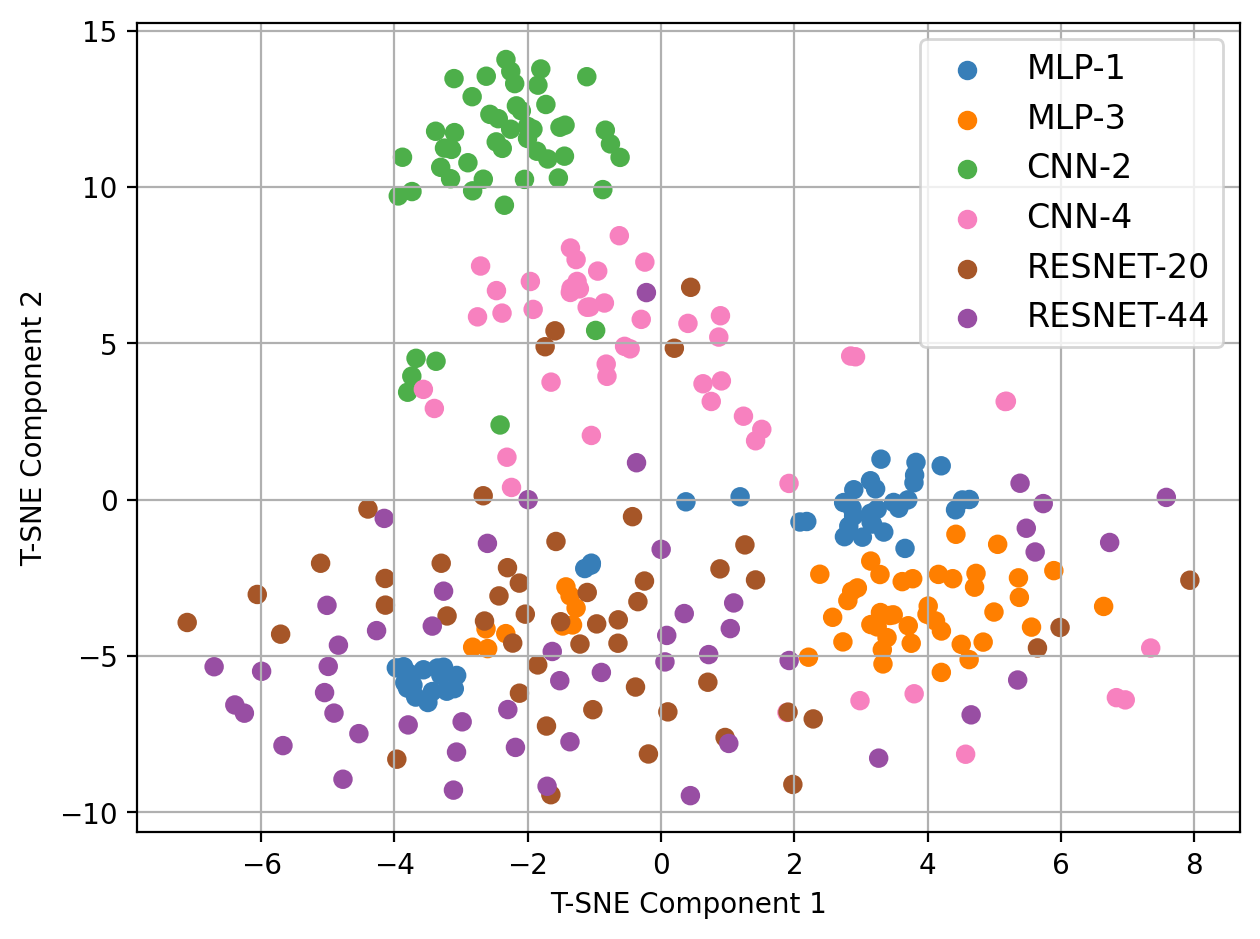 15
10
5
0
−5
−10
T-SNE Component 2
MLP-1
MLP-3
CNN-2
CNN-4
RESNET-20
RESNET-44
−6 −4 −2 0 2 4 6 8
T-SNE Component 1